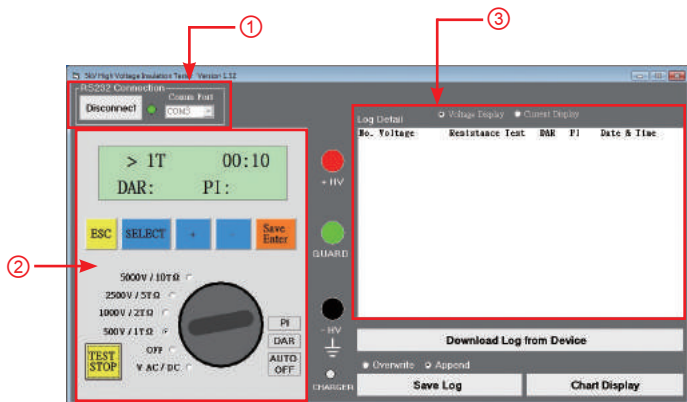 ①
③
5kV High Voltage Insulation Tester Version 1.12
RS232 Connection
Comm Port
Disconnect
COM5
Log Detail
Voltage Display
Current Display
No. Voltage Resistance Test DAR PI Date & Time
> 1T 00:10
DAR: PI:
+ HV
ESC
SELECT
+
-
Save
Enter
GUARD
②
5000V / 10TΩ
2500V / 5TΩ
1000V / 2TΩ
500V / 1TΩ
OFF
V AC / DC
TEST
STOP
PI
DAR
AUTO
OFF
- HV
CHARGER
Download Log from Device
Overwrite
Append
Save Log
Chart Display